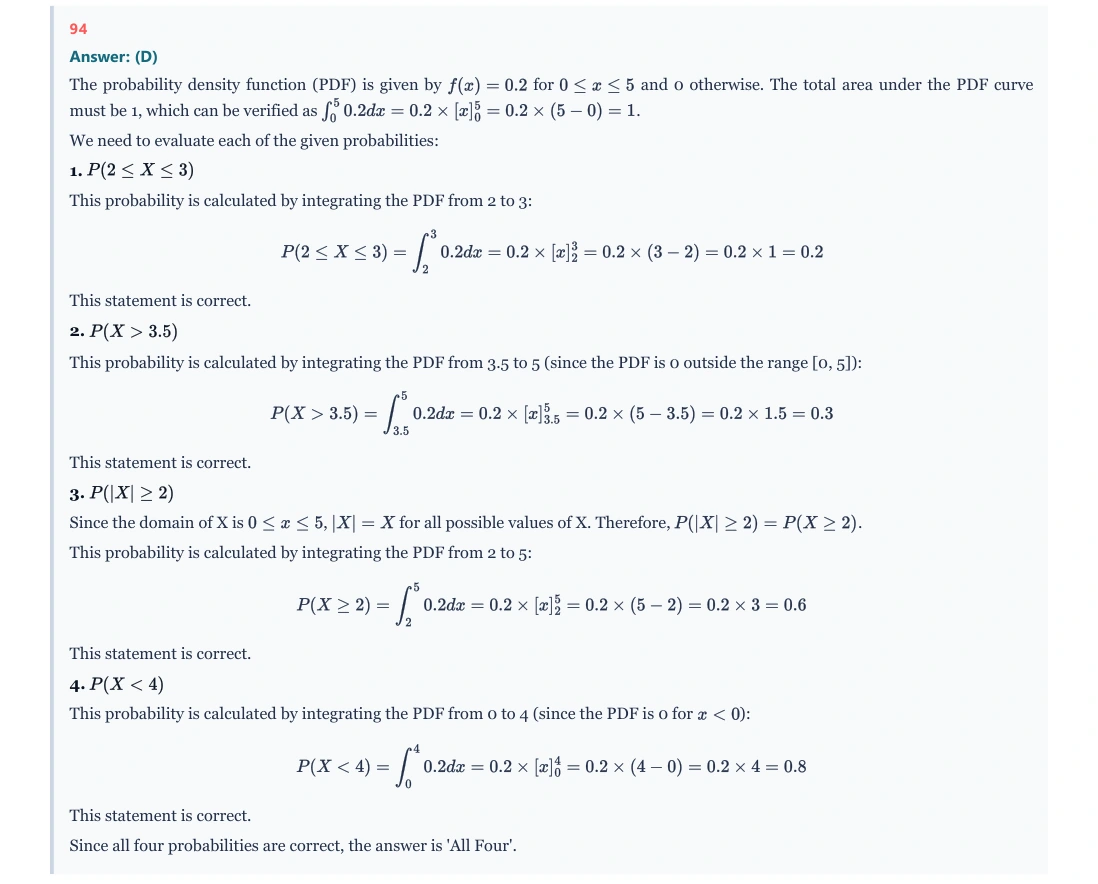 94
Answer: (D)
The probability density function (PDF) is given by f(x) = 0.2 for 0 ≤ x ≤ 5 and 0 otherwise. The total area under the PDF curve
must be 1, which can be verified as ∫₀⁵ 0.2dx = 0.2 × [x]₀⁵ = 0.2 × (5 − 0) = 1.
We need to evaluate each of the given probabilities:
1. P(2 ≤ X ≤ 3)
This probability is calculated by integrating the PDF from 2 to 3:
P(2 ≤ X ≤ 3) = ∫₂³ 0.2dx = 0.2 × [x]₂³ = 0.2 × (3 − 2) = 0.2 × 1 = 0.2
This statement is correct.
2. P(X > 3.5)
This probability is calculated by integrating the PDF from 3.5 to 5 (since the PDF is 0 outside the range [0, 5]):
P(X > 3.5) = ∫₃.₅⁵ 0.2dx = 0.2 × [x]₃.₅⁵ = 0.2 × (5 − 3.5) = 0.2 × 1.5 = 0.3
This statement is correct.
3. P(|X| ≥ 2)
Since the domain of X is 0 ≤ x ≤ 5, |X| = X for all possible values of X. Therefore, P(|X| ≥ 2) = P(X ≥ 2).
This probability is calculated by integrating the PDF from 2 to 5:
P(X ≥ 2) = ∫₂⁵ 0.2dx = 0.2 × [x]₂⁵ = 0.2 × (5 − 2) = 0.2 × 3 = 0.6
This statement is correct.
4. P(X < 4)
This probability is calculated by integrating the PDF from 0 to 4 (since the PDF is 0 for x < 0):
P(X < 4) = ∫₀⁴ 0.2dx = 0.2 × [x]₀⁴ = 0.2 × (4 − 0) = 0.2 × 4 = 0.8
This statement is correct.
Since all four probabilities are correct, the answer is 'All Four'.